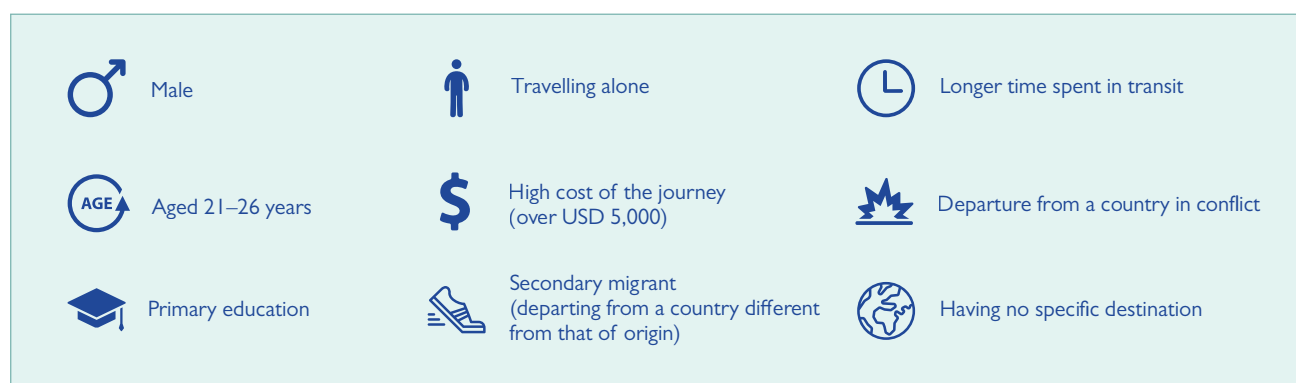 Male
Travelling alone
Longer time spent in transit
AGE
Aged 21–26 years
$
High cost of the journey
(over USD 5,000)
Departure from a country in conflict
Primary education
Secondary migrant
(departing from a country different
from that of origin)
Having no specific destination